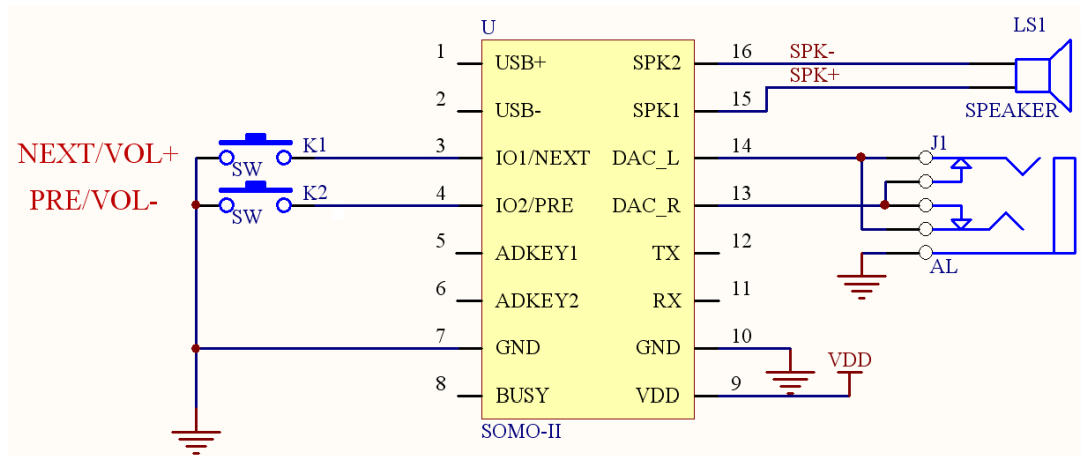 U
LS1
1 USB+ SPK2 16 SPK-
SPK+
2 USB- SPK1 15
SPEAKER
NEXT/VOL+ SW K1 3 IO1/NEXT DAC_L 14 J1
PRE/VOL- SW K2 4 IO2/PRE DAC_R 13
5 ADKEY1 TX 12
AL
6 ADKEY2 RX 11
7 GND GND 10
VDD
8 BUSY VDD 9
SOMO-II